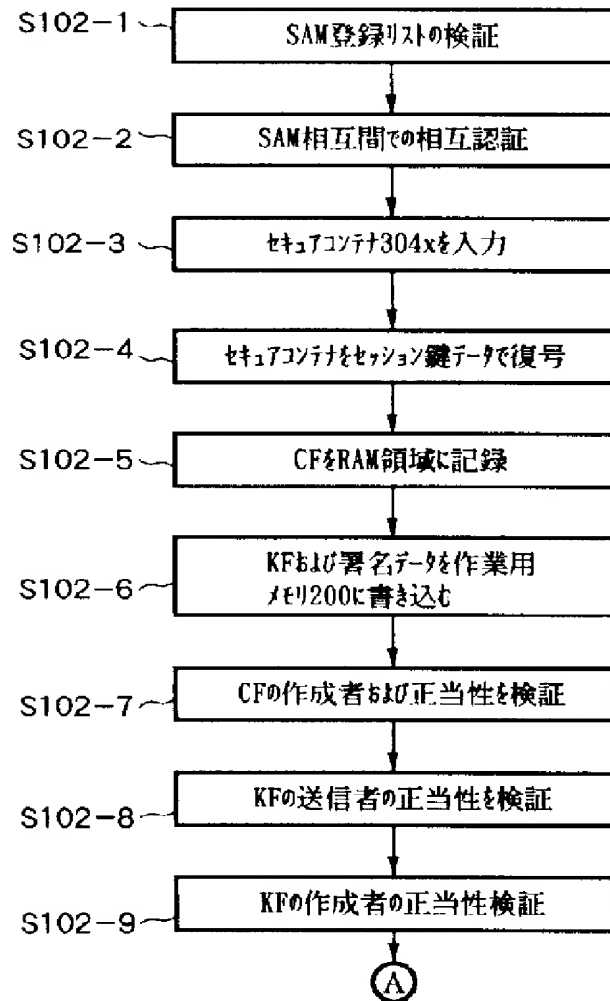 S102-1
SAM登録リストの検証
S102-2
SAM相互間での相互認証
S102-3
セキュアコンテナ304xを入力
S102-4
セキュアコンテナをセッション鍵データで復号
S102-5
CFをRAM領域に記録
S102-6
KFおよび署名データを作業用
メモリ200に書き込む
S102-7
CFの作成者および正当性を検証
S102-8
KFの送信者の正当性を検証
S102-9
KFの作成者の正当性検証
A